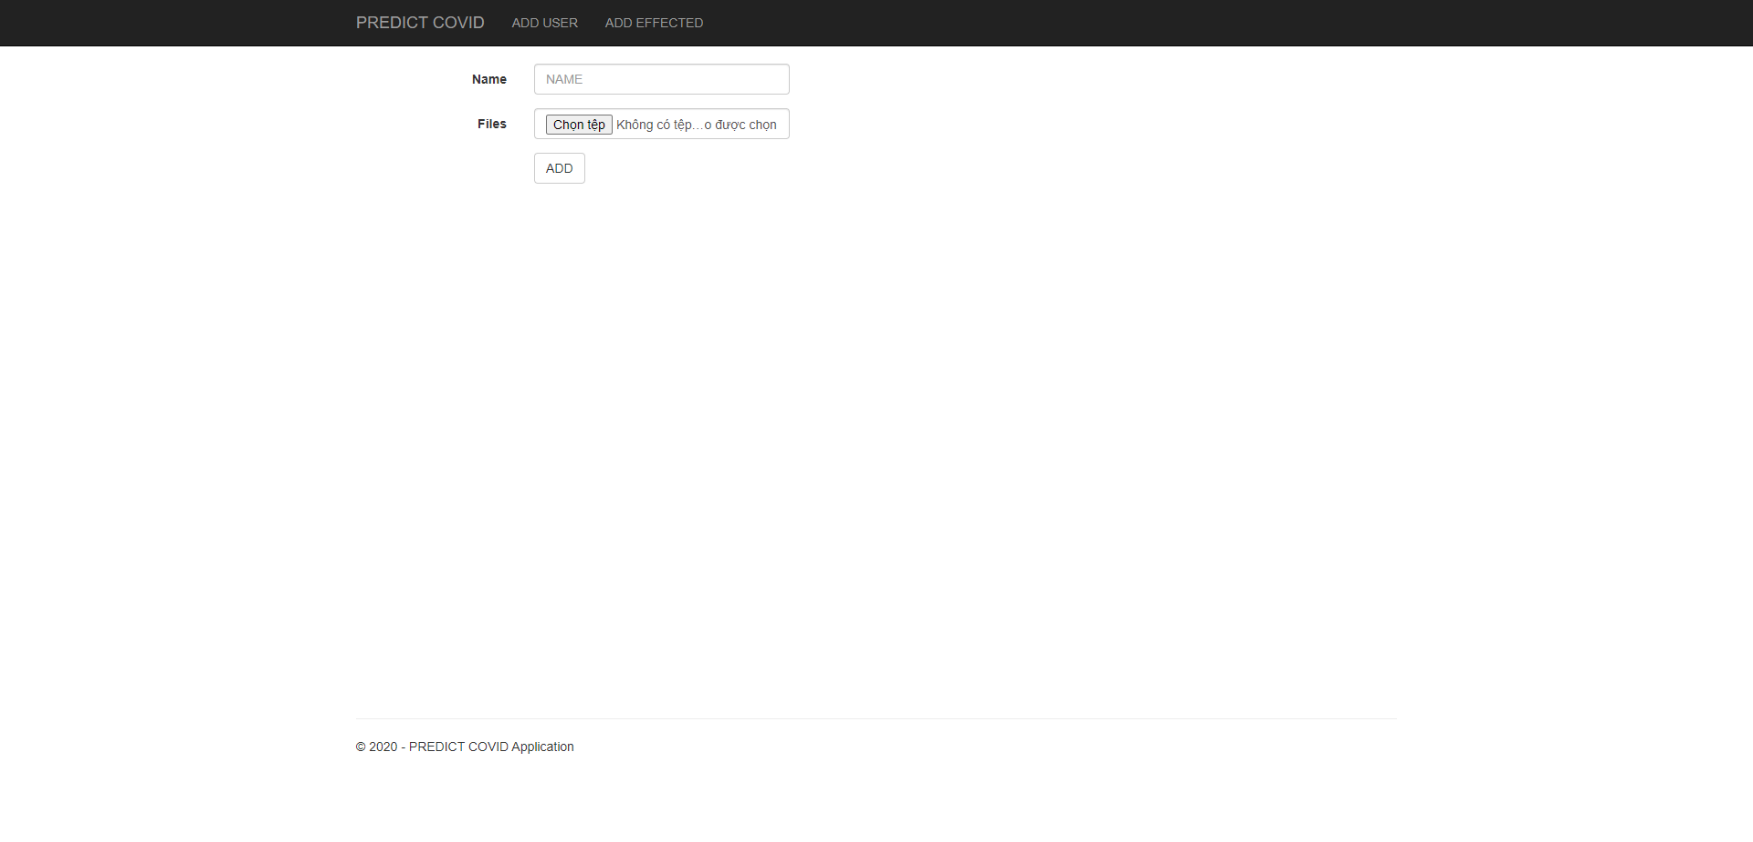 PREDICT COVID ADD USER ADD EFFECTED
Name NAME
Files Chọn tệp Không có tệp...o được chọn
ADD
© 2020 - PREDICT COVID Application